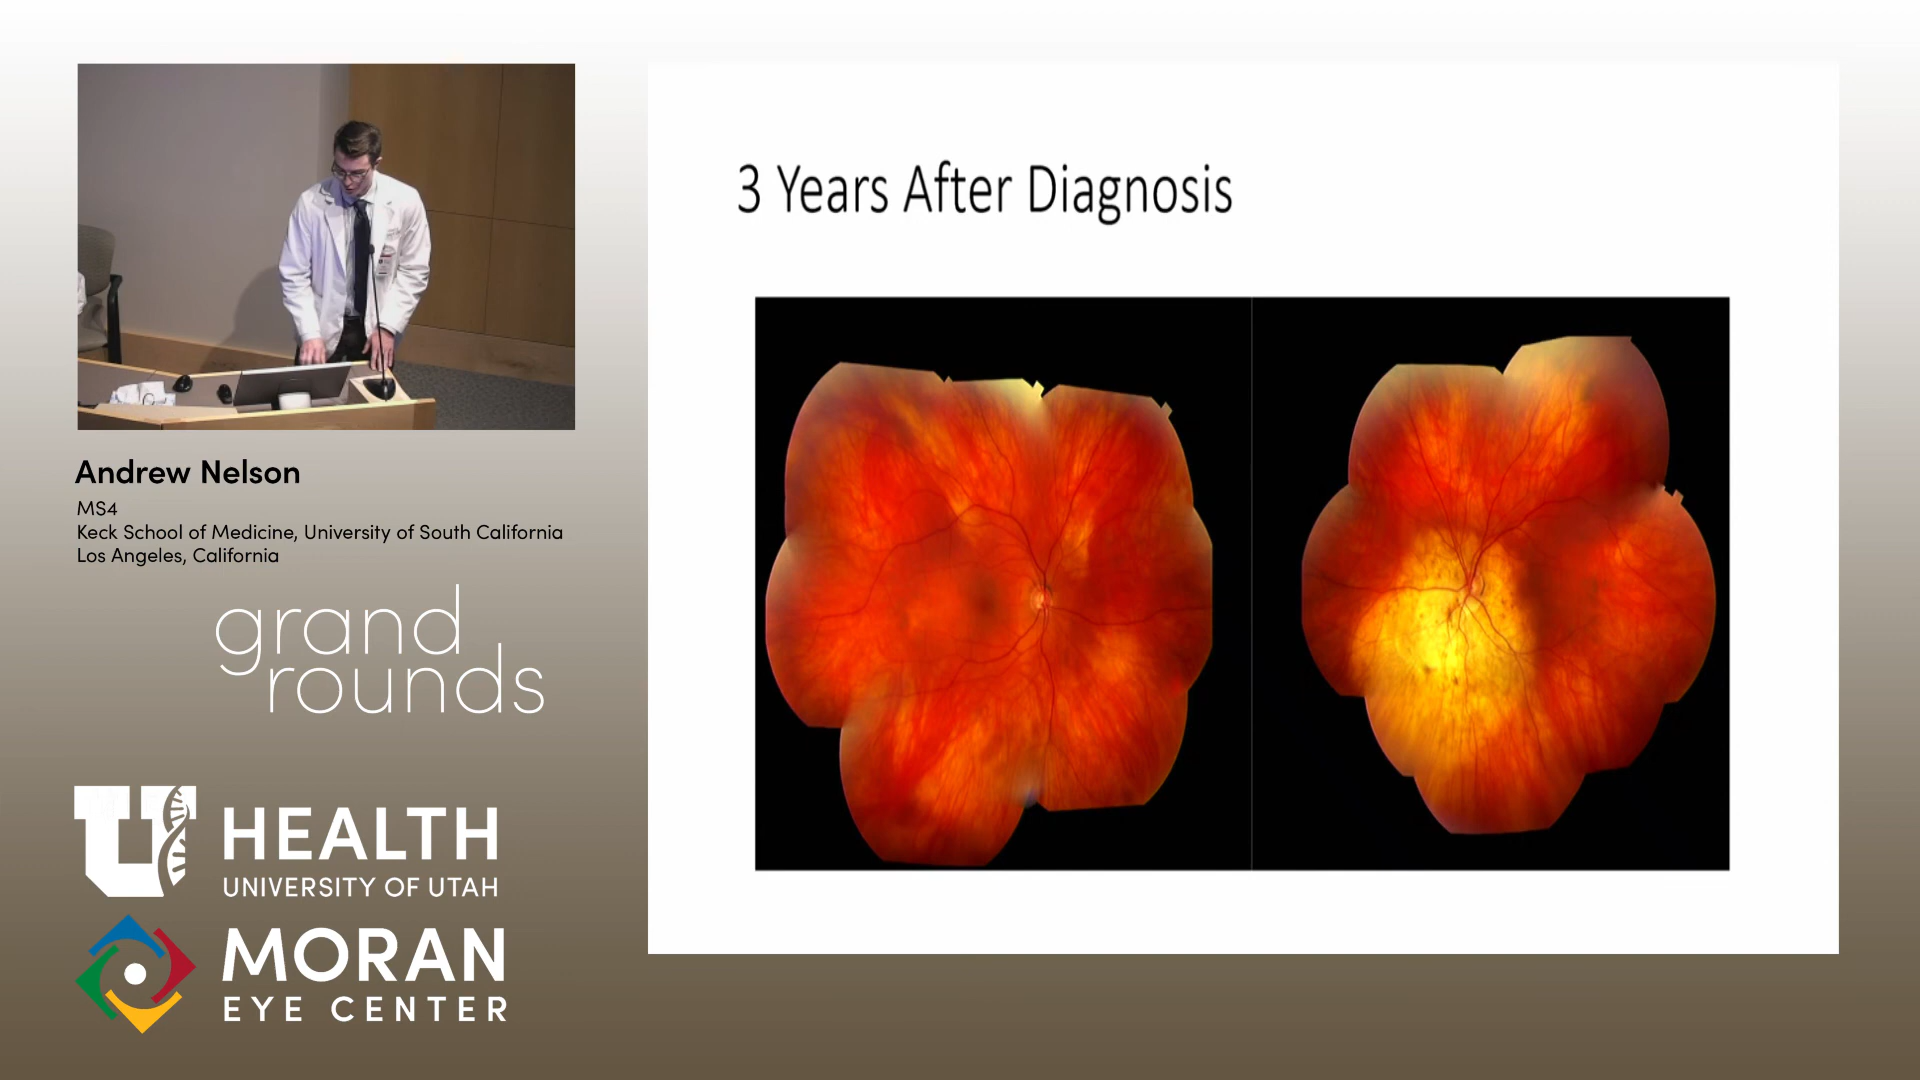 3 Years After Diagnosis
Andrew Nelson
MS4
Keck School of Medicine, University of South California
Los Angeles, California
grand
rounds
U
HEALTH
UNIVERSITY OF UTAH
MORAN
EYE CENTER